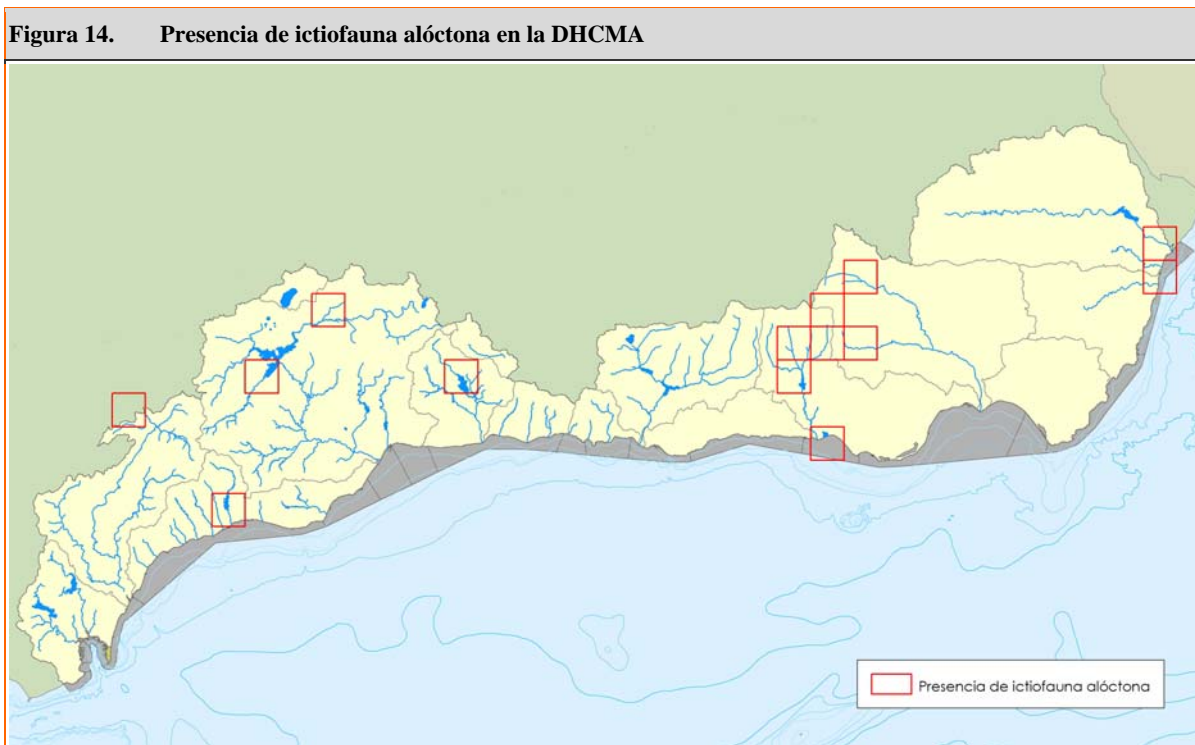 Figura 14. Presencia de ictiofauna alóctona en la DHCMA
Presencia de ictiofauna alóctona